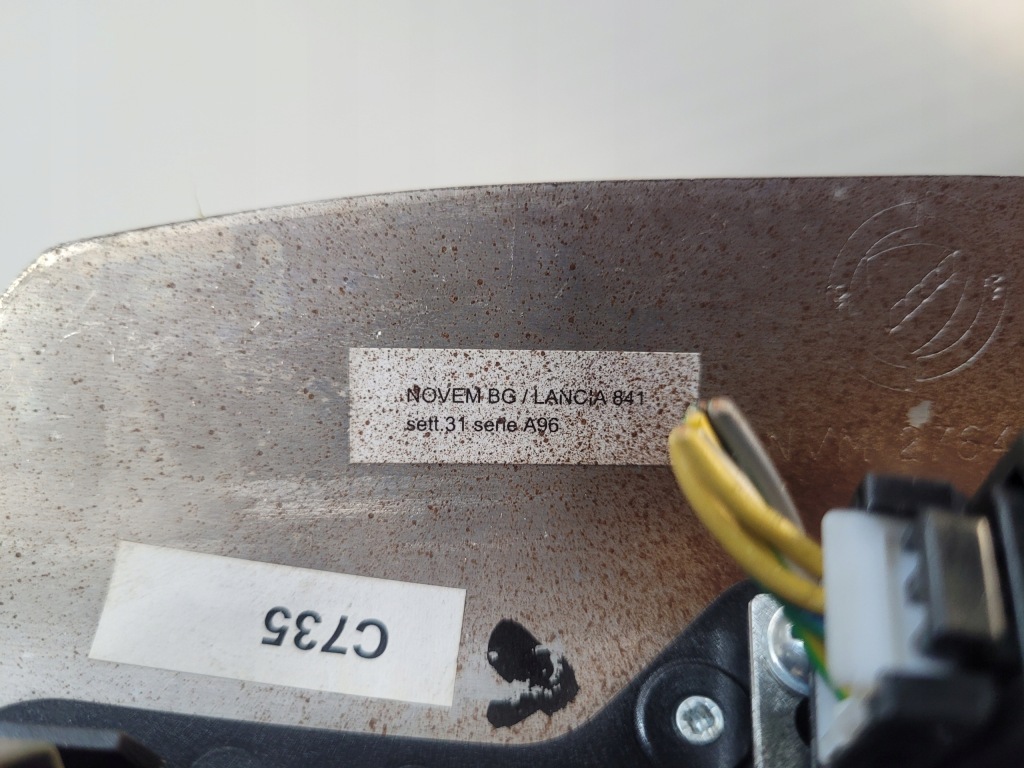 NOVEM BG / LANCIA 841
sett.31 serie A96
C735